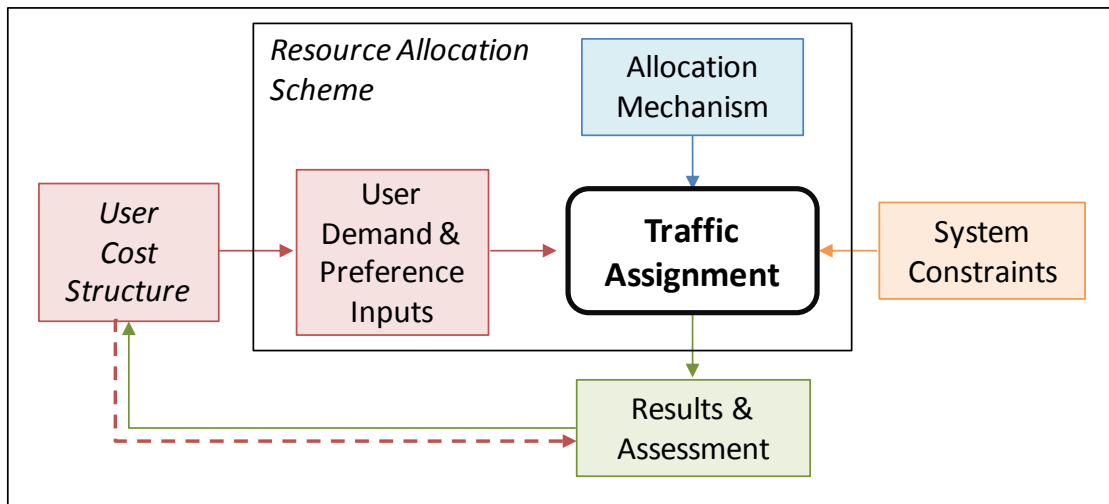 Resource Allocation
Scheme
Allocation
Mechanism
User
Cost
Structure
User
Demand &
Preference
Inputs
Traffic
Assignment
System
Constraints
Results &
Assessment